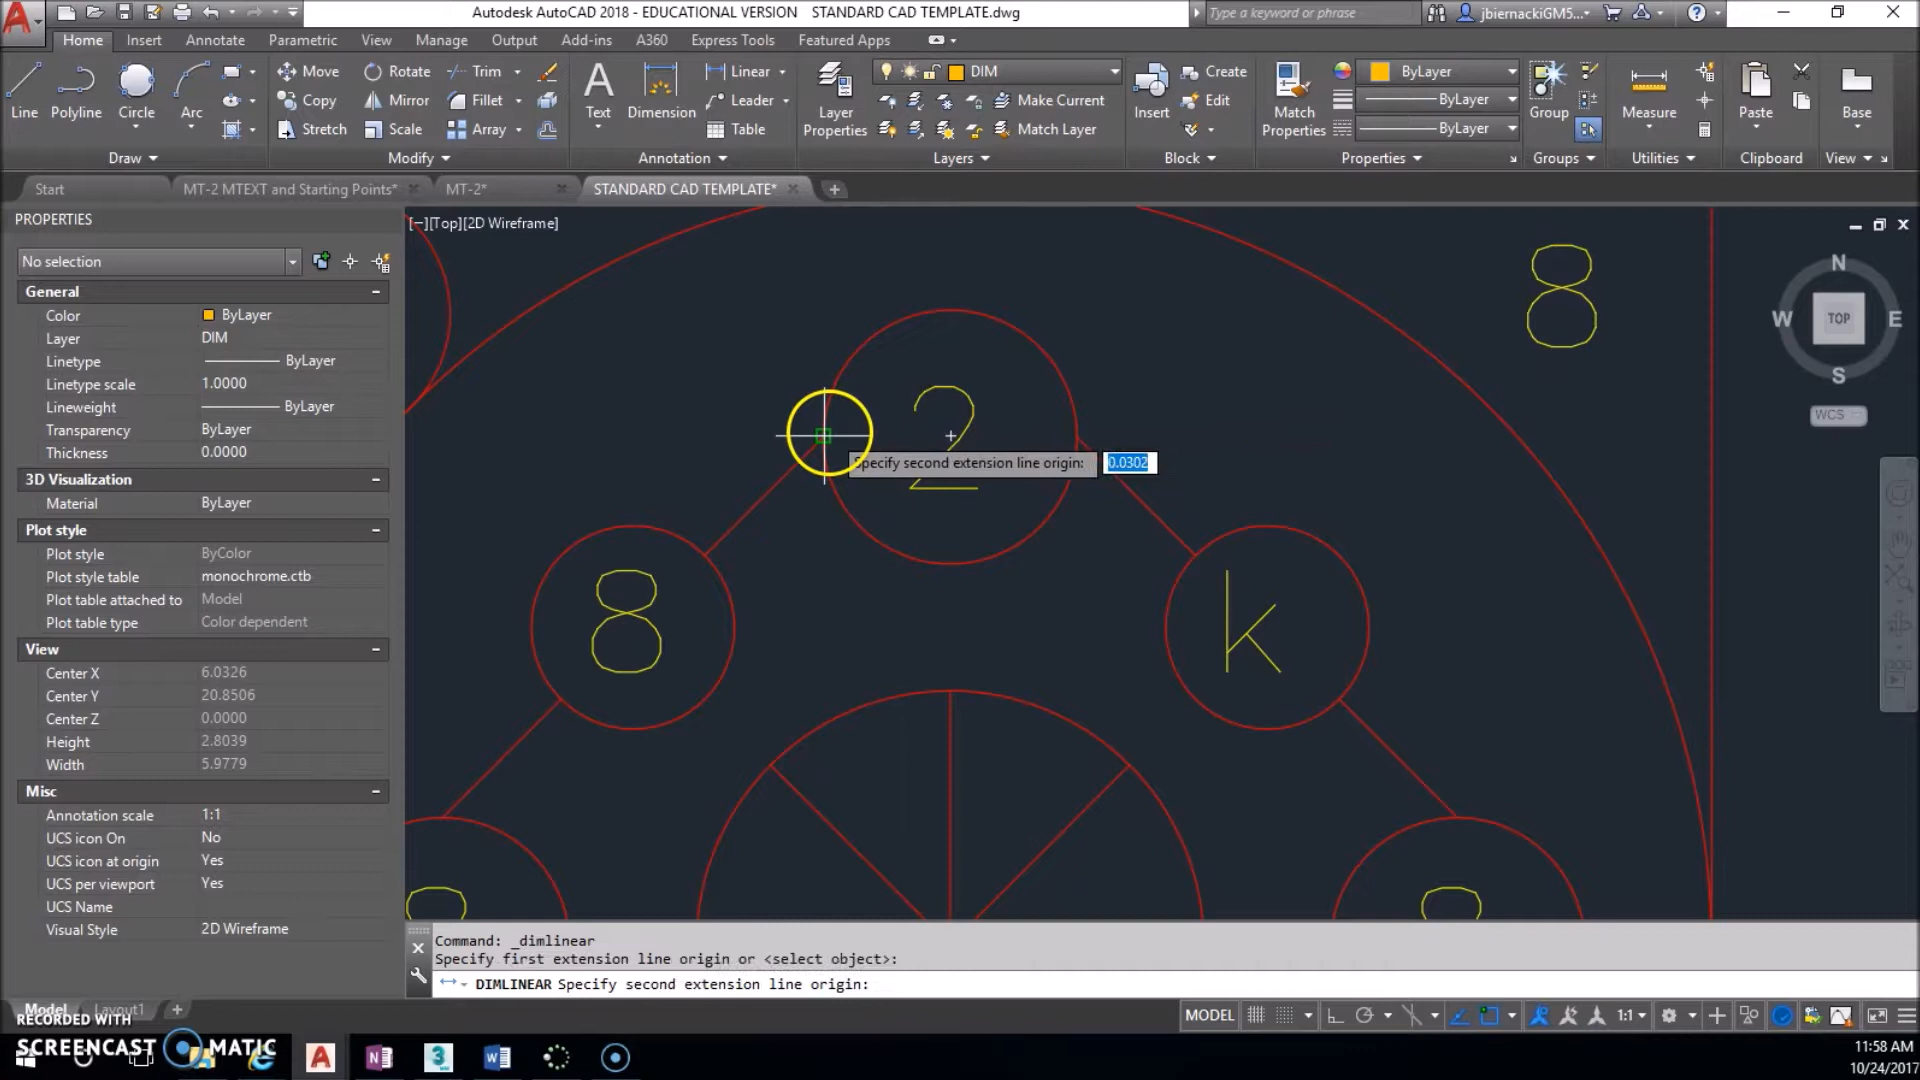 Autodesk AutoCAD 2018 - EDUCATIONAL VERSION STANDARD CAD TEMPLATE.dwg
Type a keyword or phrase
jbiernackiGM5...
Home Insert Annotate Parametric View Manage Output Add-ins A360 Express Tools Featured Apps
Line Polyline Circle Arc
Move Rotate Trim
Copy Mirror Fillet
Stretch Scale Array
Text Dimension
Linear
Leader
Table
Layer Properties
DIM
Make Current
Match Layer
Insert
Create
Edit
Match Properties
ByLayer
ByLayer
ByLayer
Group
Measure
Paste
Base
Draw Modify Annotation Layers Block Properties Groups Utilities Clipboard View
Start MT-2 MTEXT and Starting Points* MT-2* STANDARD CAD TEMPLATE*
PROPERTIES
No selection
General
Color ByLayer
Layer DIM
Linetype ByLayer
Linetype scale 1.0000
Lineweight ByLayer
Transparency ByLayer
Thickness 0.0000
3D Visualization
Material ByLayer
Plot style
Plot style ByColor
Plot style table monochrome.ctb
Plot table attached to Model
Plot table type Color dependent
View
Center X 6.0326
Center Y 20.8506
Center Z 0.0000
Height 2.8039
Width 5.9779
Misc
Annotation scale 1:1
UCS icon On No
UCS icon at origin Yes
UCS per viewport Yes
UCS Name
Visual Style 2D Wireframe
[−][Top][2D Wireframe]
8
N
W TOP E
S
WCS
2
Specify second extension line origin: 0.0302
8
k
Command: _dimlinear
Specify first extension line origin or <select object>:
DIMLINEAR Specify second extension line origin:
Model Layout1
MODEL 1:1
RECORDED WITH
SCREENCAST MATIC
11:58 AM
10/24/2017